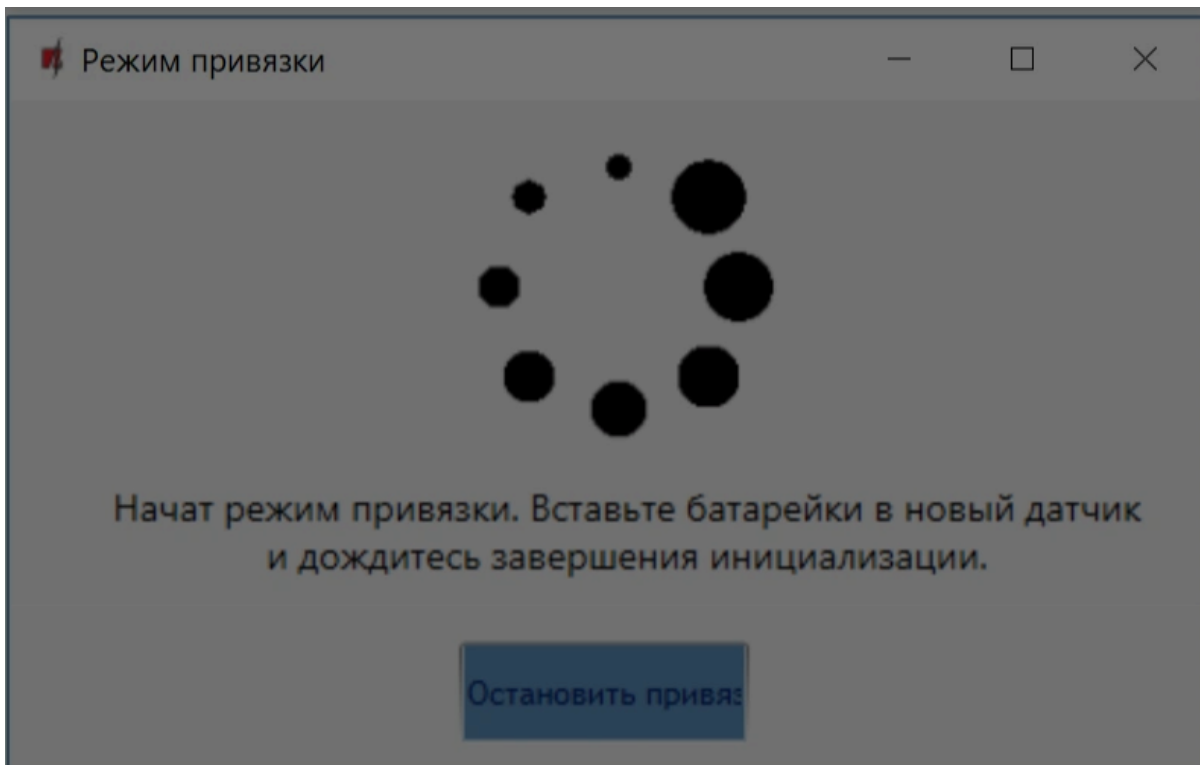 Режим привязки
Начат режим привязки. Вставьте батарейки в новый датчик
и дождитесь завершения инициализации.
Остановить привяз